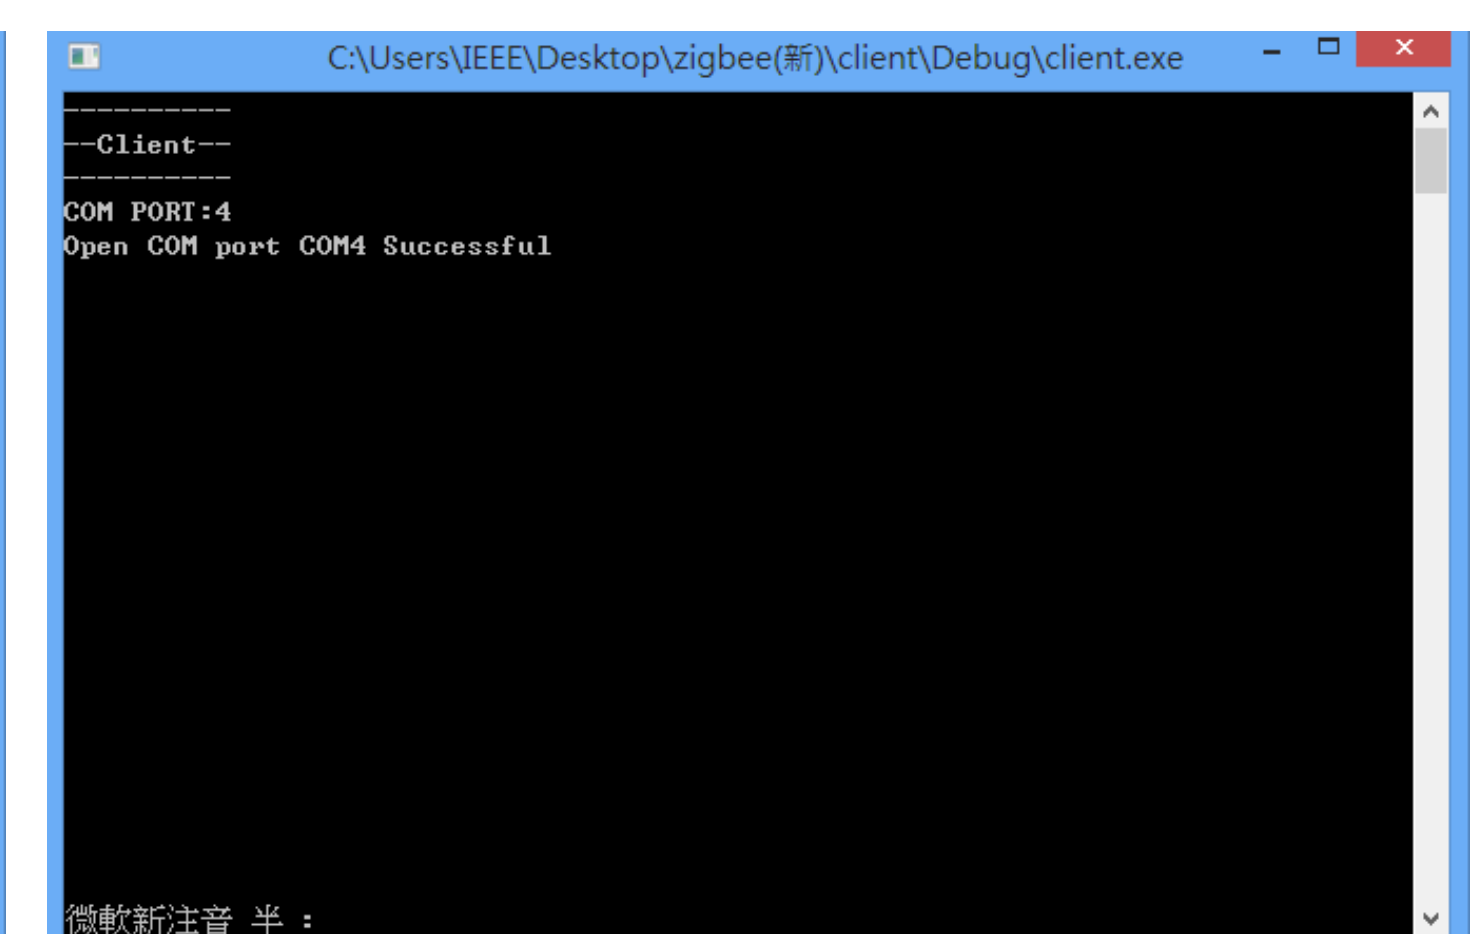 C:\Users\IEEE\Desktop\zigbee(新)\client\Debug\client.exe
----------
--Client--
----------
COM PORT:4
Open COM port COM4 Successful
微軟新注音 半 :